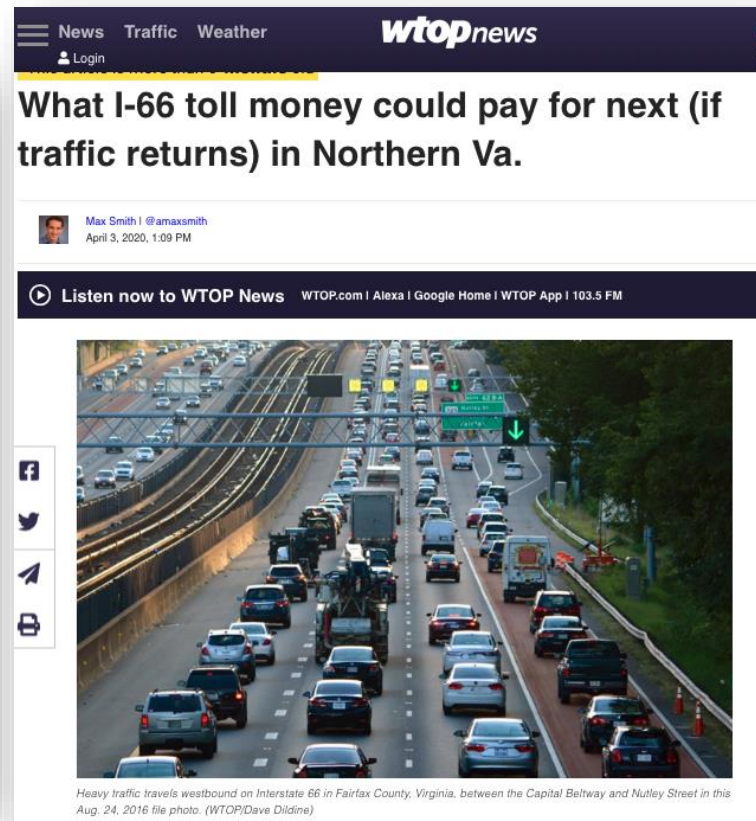 News Traffic Weather
wtopnews
Login
What I-66 toll money could pay for next (if
traffic returns) in Northern Va.
Max Smith | @amaxsmith
April 3, 2020, 1:09 PM
Listen now to WTOP News WTOP.com | Alexa | Google Home | WTOP App | 103.5 FM
Nutley St
Heavy traffic travels westbound on Interstate 66 in Fairfax County, Virginia, between the Capital Beltway and Nutley Street in this
Aug. 24, 2016 file photo. (WTOP/Dave Dildine)